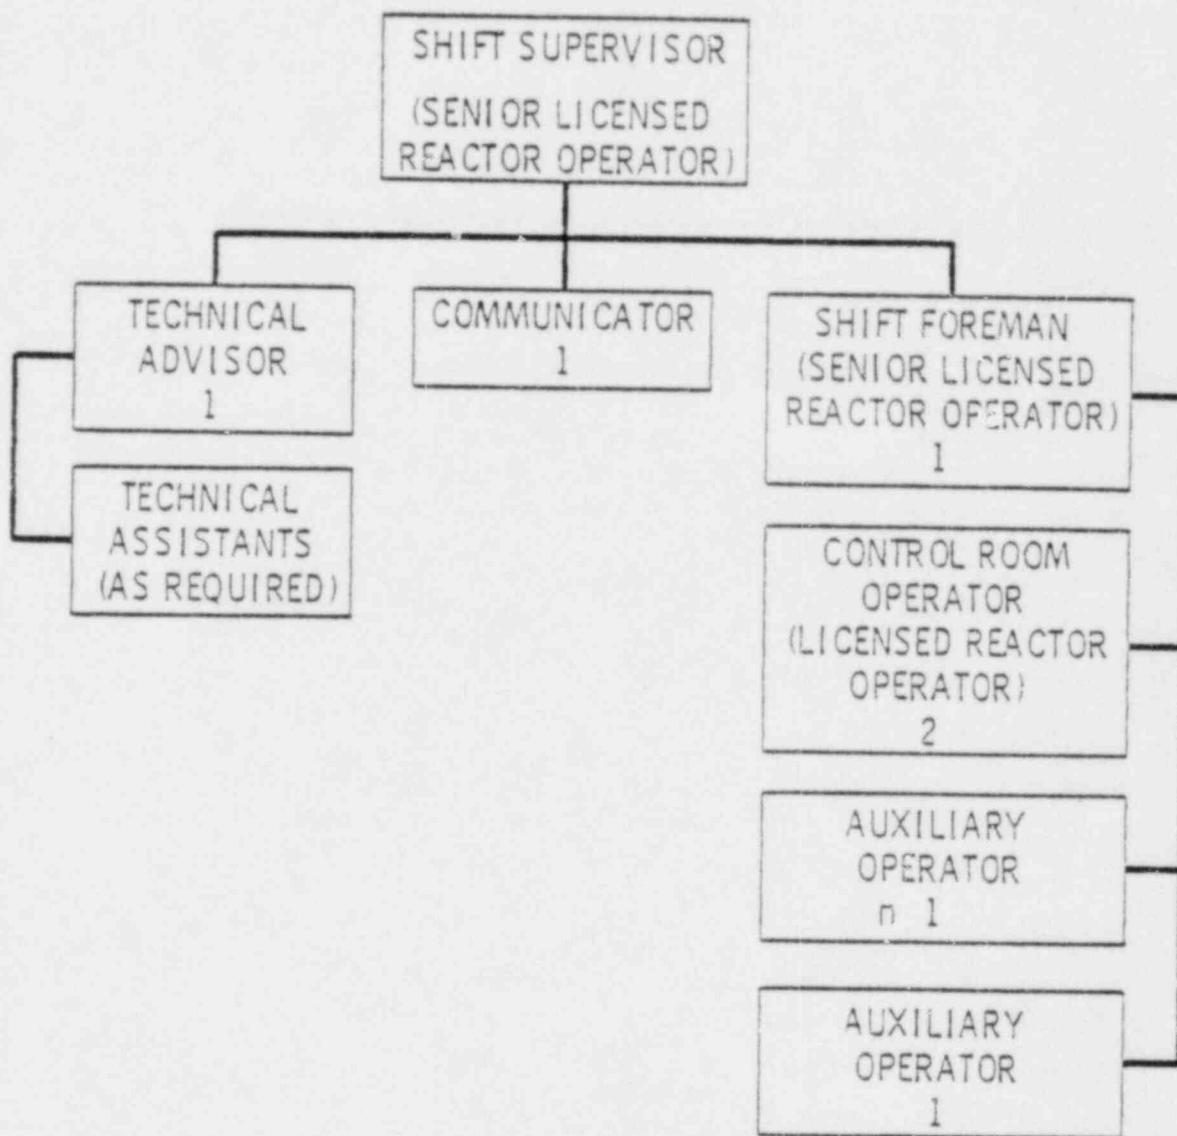 SHIFT SUPERVISOR
(SENIOR LICENSED
REACTOR OPERATOR)
TECHNICAL
ADVISOR
1
COMMUNICATOR
1
SHIFT FOREMAN
(SENIOR LICENSED
REACTOR OPERATOR)
1
TECHNICAL
ASSISTANTS
(AS REQUIRED)
CONTROL ROOM
OPERATOR
(LICENSED REACTOR
OPERATOR)
2
AUXILIARY
OPERATOR
n 1
AUXILIARY
OPERATOR
1